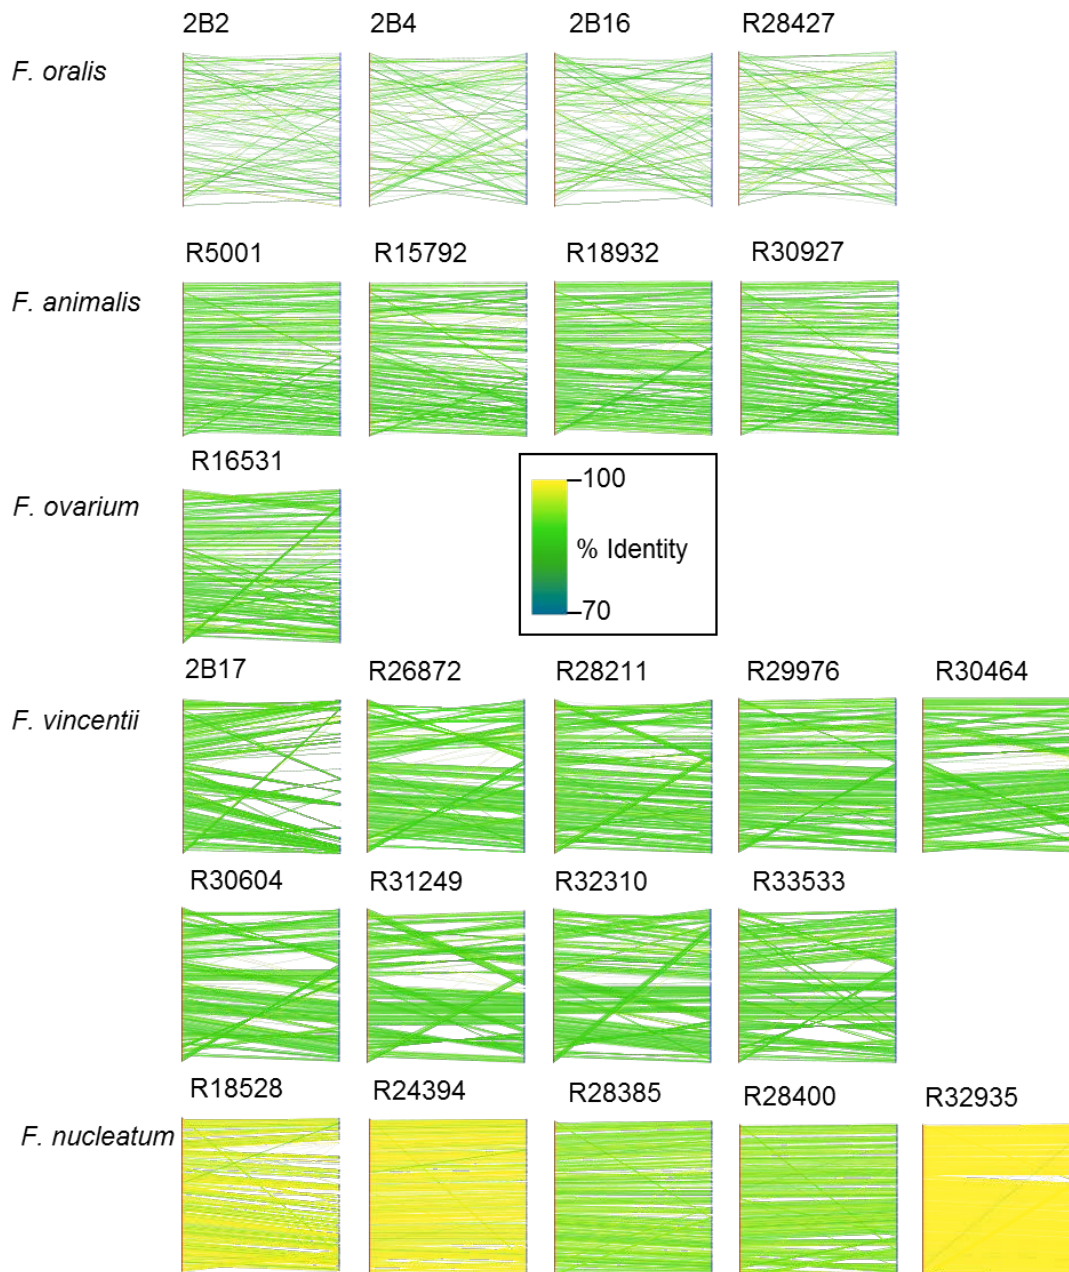 2B2 2B4 2B16 R28427
F. oralis
R5001 R15792 R18932 R30927
F. animalis
R16531
F. ovarium
100
% Identity
70
2B17 R26872 R28211 R29976 R30464
F. vincentii
R30604 R31249 R32310 R33533
R18528 R24394 R28385 R28400 R32935
F. nucleatum